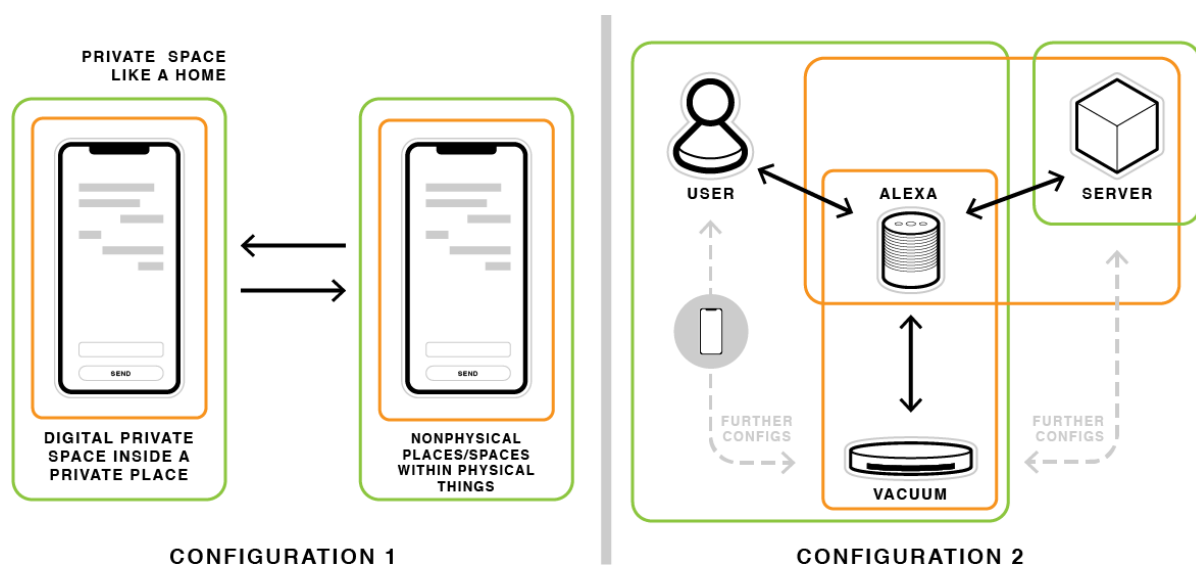 PRIVATE SPACE
LIKE A HOME
SEND
DIGITAL PRIVATE
SPACE INSIDE A
PRIVATE PLACE
SEND
NONPHYSICAL
PLACES/SPACES
WITHIN PHYSICAL
THINGS
CONFIGURATION 1
USER
ALEXA
SERVER
FURTHER
CONFIGS
FURTHER
CONFIGS
VACUUM
CONFIGURATION 2